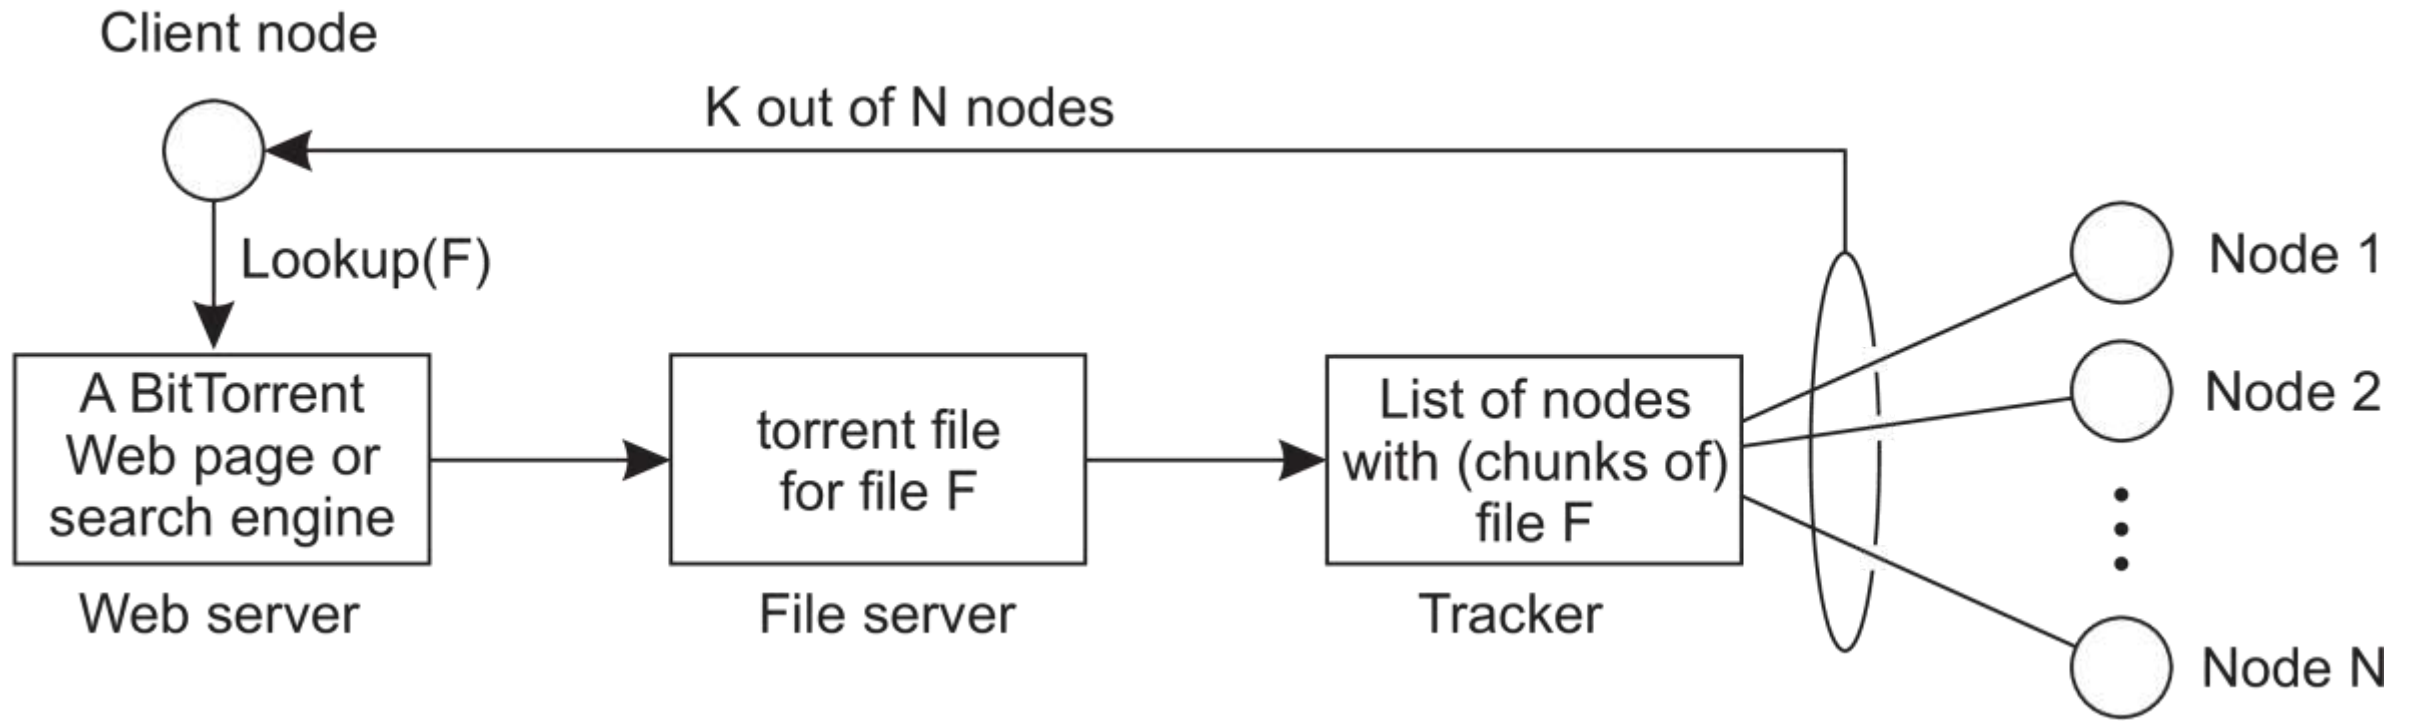 Client node
K out of N nodes
Lookup(F)
Node 1
Node 2
A BitTorrent
Web page or
search engine
torrent file
for file F
List of nodes
with (chunks of)
file F
Web server
File server
Tracker
Node N